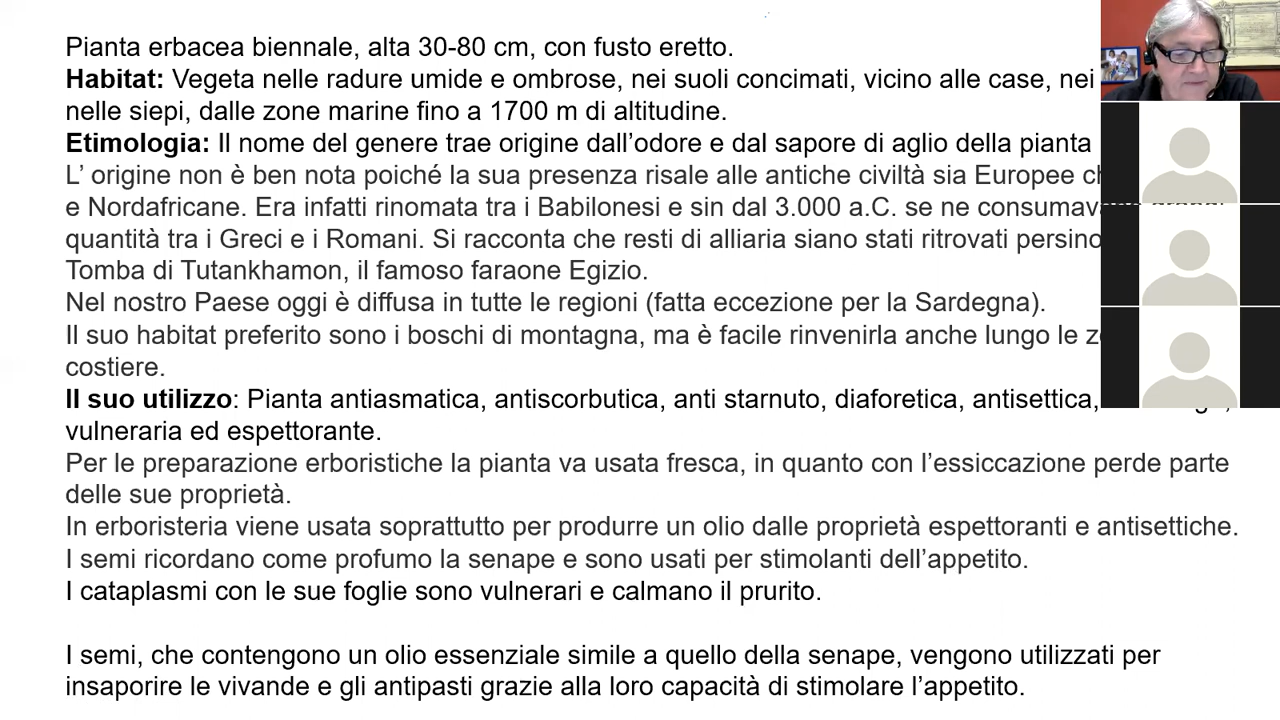 Pianta erbacea biennale, alta 30-80 cm, con fusto eretto.
Habitat: Vegeta nelle radure umide e ombrose, nei suoli concimati, vicino alle case, nei
nelle siepi, dalle zone marine fino a 1700 m di altitudine.
Etimologia: Il nome del genere trae origine dall’odore e dal sapore di aglio della pianta
L’ origine non è ben nota poiché la sua presenza risale alle antiche civiltà sia Europee
e Nordafricane. Era infatti rinomata tra i Babilonesi e sin dal 3.000 a.C. se ne
quantità tra i Greci e i Romani. Si racconta che resti di alliaria siano stati ritrovati persino
Tomba di Tutankhamon, il famoso faraone Egizio.
Nel nostro Paese oggi è diffusa in tutte le regioni (fatta eccezione per la Sardegna).
Il suo habitat preferito sono i boschi di montagna, ma è facile rinvenirla anche lungo le
costiere.
Il suo utilizzo: Pianta antiasmatica, antiscorbutica, anti starnuto, diaforetica, antisettica,
vulneraria ed espettorante.
Per le preparazione erboristiche la pianta va usata fresca, in quanto con l’essiccazione perde parte
delle sue proprietà.
In erboristeria viene usata soprattutto per produrre un olio dalle proprietà espettoranti e antisettiche.
I semi ricordano come profumo la senape e sono usati per stimolanti dell’appetito.
I cataplasmi con le sue foglie sono vulnerari e calmano il prurito.
I semi, che contengono un olio essenziale simile a quello della senape, vengono utilizzati per
insaporire le vivande e gli antipasti grazie alla loro capacità di stimolare l’appetito.